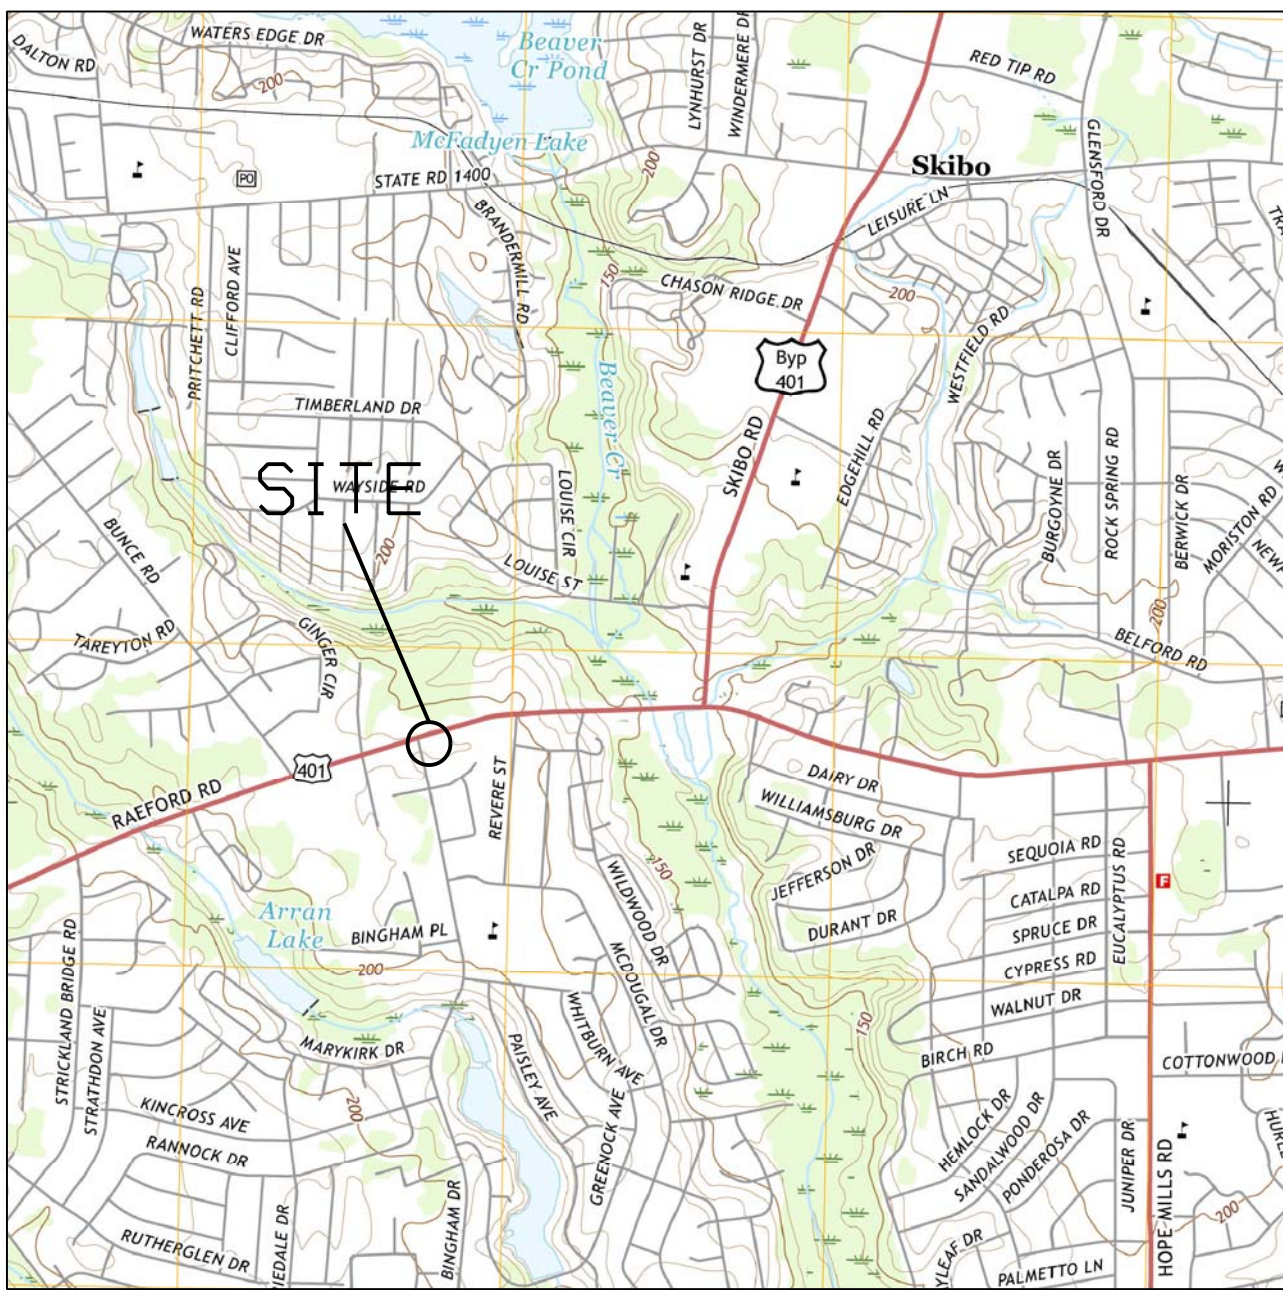 WATERS EDGE DR
DALTON RD
200
Beaver
Cr Pond
LYNHURST DR
WINDERMERE DR
RED TIP RD
McFadyen Lake
PO
STATE RD 1400
200
Skibo
GLENSFORD DR
LEISURE LN
BRANDERMILL RD
150
CHASON RIDGE DR
200
PRITCHETT RD
CLIFFORD AVE
WESTFIELD RD
Byp
401
TIMBERLAND DR
Beaver Cr
SKIBO RD
EDGEHILL RD
SITE
WAYSIDE RD
LOUISE CIR
BURGOYNE DR
ROCK SPRING RD
BERWICK DR
MORISTON RD
BUNCE RD
200
LOUISE ST
200
TAREYTON RD
GINGER CIR
BELFORD RD
401
RAEFORD RD
REVERE ST
DAIRY DR
WILLIAMSBURG DR
SEQUOIA RD
150
JEFFERSON DR
CATALPA RD
F
WILDWOOD DR
EUCALYPTUS RD
Arran
Lake
BINGHAM PL
DURANT DR
SPRUCE DR
STRICKLAND BRIDGE RD
200
MCDOUGAL DR
CYPRESS RD
WALNUT DR
WHITBURN AVE
150
STRATHDON AVE
MARYKIRK DR
PAISLEY AVE
BIRCH RD
COTTONWOOD
KINCROSS AVE
200
GREENOCK AVE
HEMLOCK DR
SANDALWOOD DR
PONDEROSA DR
RANNOCK DR
JUNIPER DR
HOPE MILLS RD
BINGHAM DR
200
RUTHERGLEN DR
IEDALE DR
YLEAF DR
PALMETTO LN